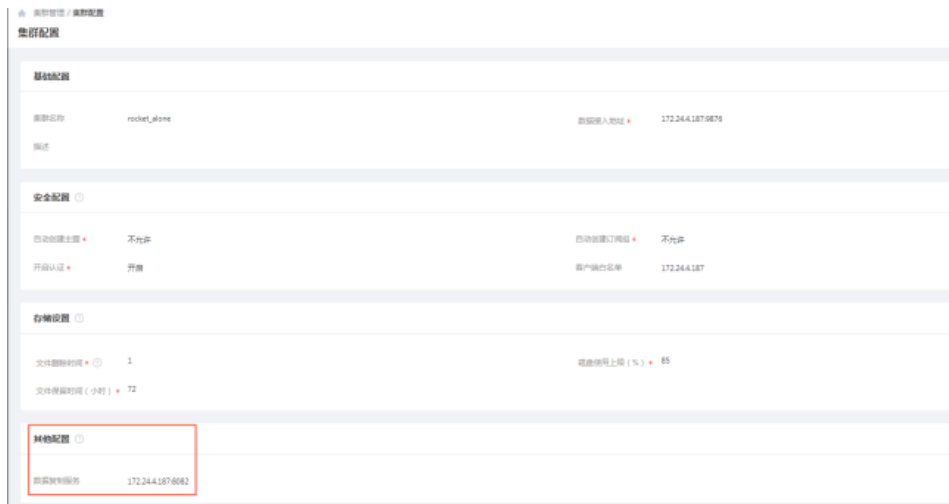 集群管理 / 集群配置
集群配置
基础配置
集群名称 rocket_alone 数据接入地址 * 172.24.4.187:9876
描述
安全配置
自动创建主题 * 不允许 自动创建订阅组 * 不允许
开启认证 * 开启 客户端白名单 172.24.4.187
存储设置
文件删除时间 * 1 磁盘使用上限（%） * 85
文件保留时间（小时） * 72
其他配置
数据复制服务 172.24.4.187:6062